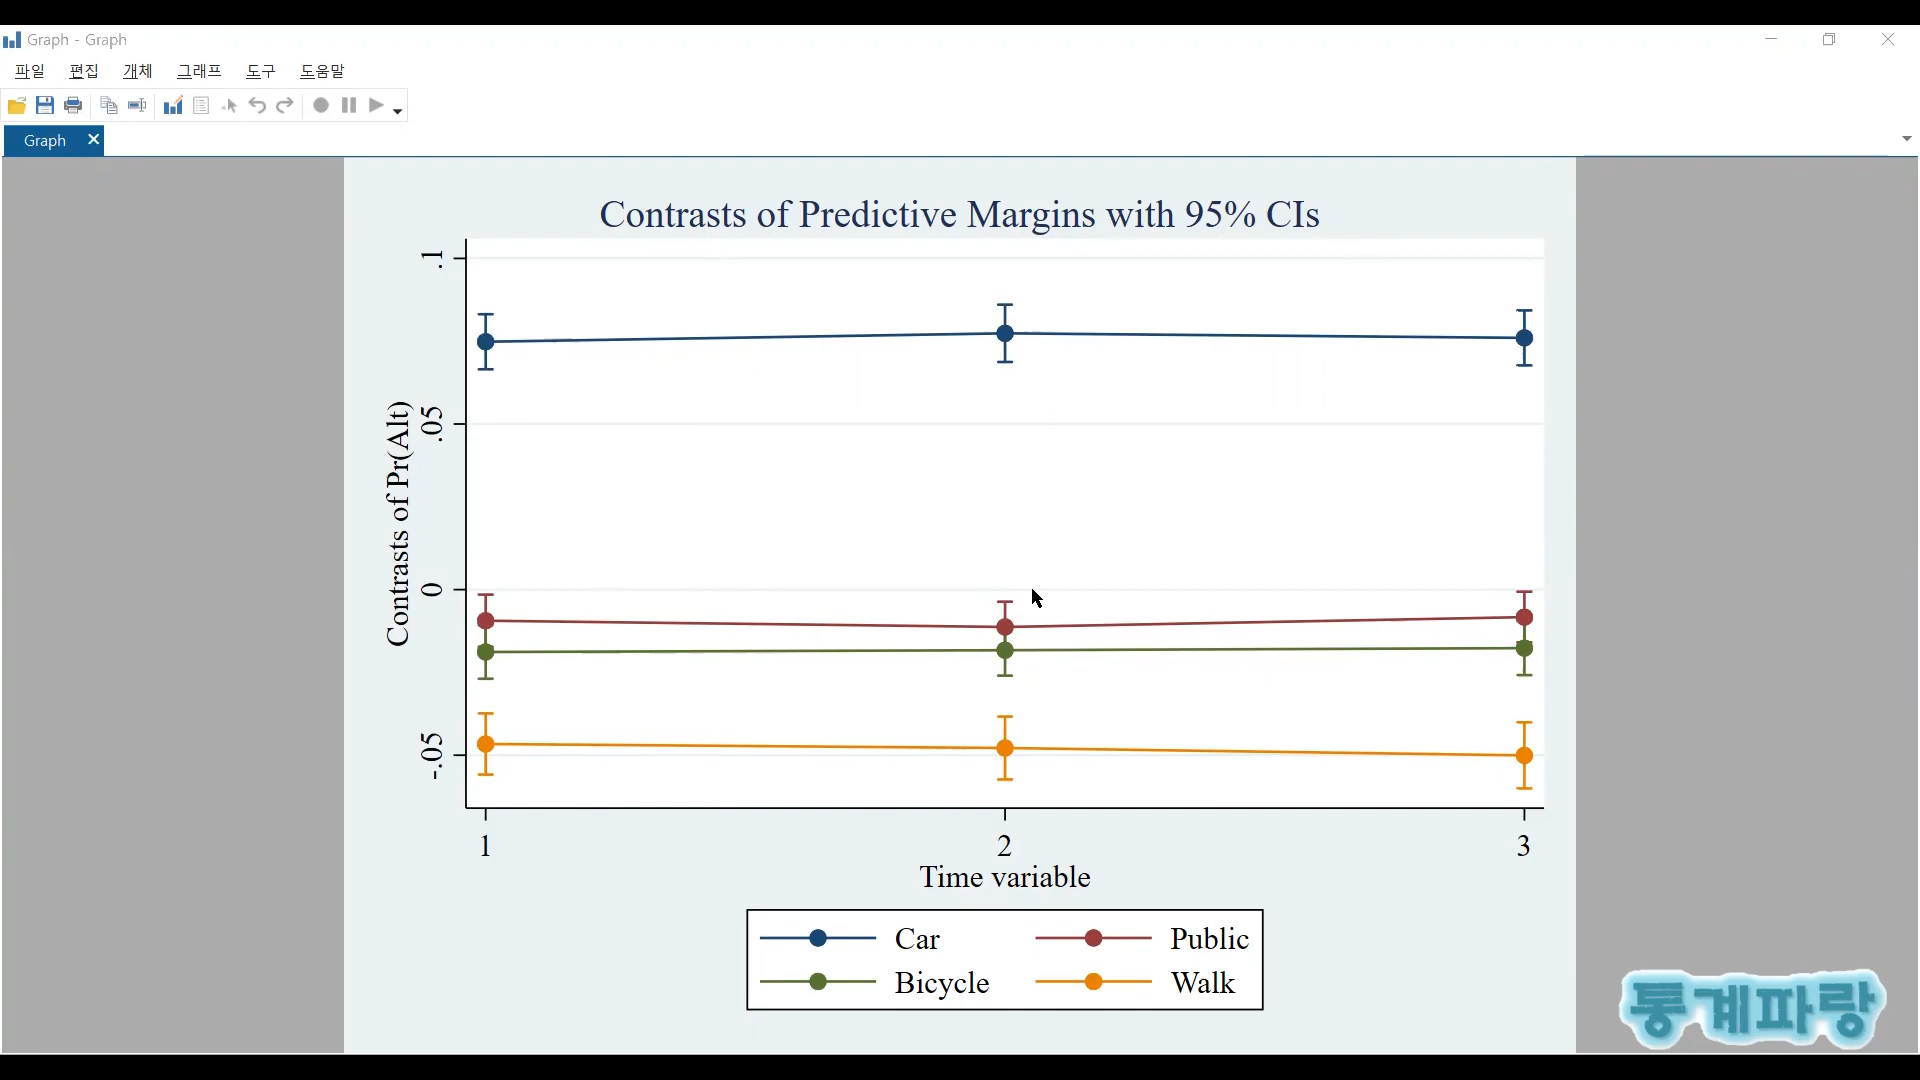 Graph - Graph
파일 편집 개체 그래프 도구 도움말
Graph
Contrasts of Predictive Margins with 95% CIs
.1
.05
0
-.05
Contrasts of Pr(Alt)
1 2 3
Time variable
Car Public
Bicycle Walk
통계파랑